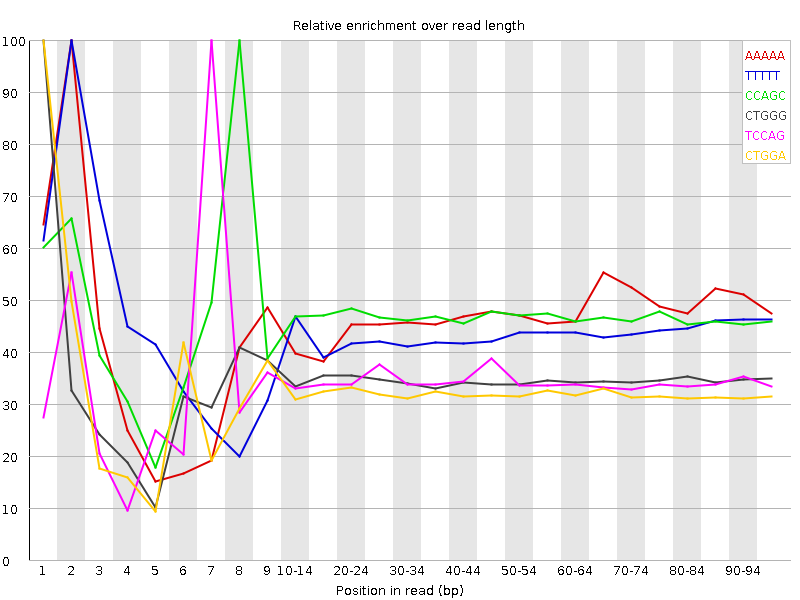 Relative enrichment over read length
100
90
80
70
60
50
40
30
20
10
0
AAAAA
TTTTT
CCAGC
CTGGG
TCCAG
CTGGA
1 2 3 4 5 6 7 8 9 10-14 20-24 30-34 40-44 50-54 60-64 70-74 80-84 90-94
Position in read (bp)